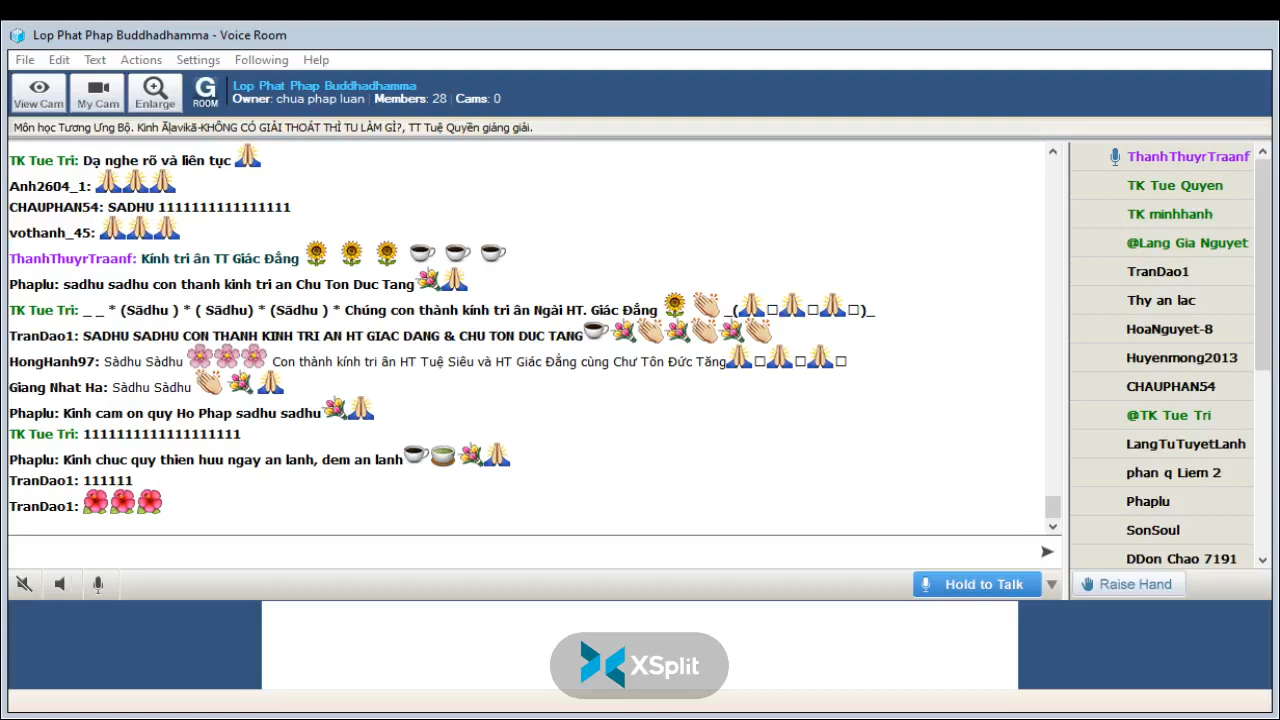 Lop Phat Phap Buddhadhamma - Voice Room
File Edit Text Actions Settings Following Help
View Cam My Cam Enlarge G ROOM
Lop Phat Phap Buddhadhamma
Owner: chua phap luan | Members: 28 | Cams: 0
Môn học Tương Ưng Bộ. Kinh Āḷavikā-KHÔNG CÓ GIẢI THOÁT THÌ TU LÀM GÌ?, TT Tuệ Quyền giảng giải.
TK Tue Tri: Dạ nghe rõ và liên tục 🙏
Anh2604_1: 🙏🙏🙏
CHAUPHAN54: SADHU 1111111111111111
vothanh_45: 🙏🙏🙏
ThanhThuyrTraanf: Kính tri ân TT Giác Đẳng 🌻 🌻 🌻 ☕ ☕ ☕
Phaplu: sadhu sadhu con thanh kinh tri an Chu Ton Duc Tang💐🙏
TK Tue Tri: _ _ * (Sādhu ) * ( Sādhu) * (Sādhu ) * Chúng con thành kính tri ân Ngài HT. Giác Đẳng 🌻👏 _(🙏□🙏□🙏□)_
TranDao1: SADHU SADHU CON THANH KINH TRI AN HT GIAC DANG & CHU TON DUC TANG☕💐👏💐👏💐👏
HongHanh97: Sàdhu Sàdhu 🌸🌸🌸 Con thành kính tri ân HT Tuệ Siêu và HT Giác Đẳng cùng Chư Tôn Đức Tăng🙏□🙏□🙏□
Giang Nhat Ha: Sàdhu Sàdhu 👏 💐 🙏
Phaplu: Kinh cam on quy Ho Phap sadhu sadhu💐🙏
TK Tue Tri: 1111111111111111111
Phaplu: Kinh chuc quy thien huu ngay an lanh, dem an lanh☕🍵💐🙏
TranDao1: 111111
TranDao1: 🌺🌺🌺
Hold to Talk
ThanhThuyrTraanf
TK Tue Quyen
TK minhhanh
@Lang Gia Nguyet
TranDao1
Thy an lac
HoaNguyet-8
Huyenmong2013
CHAUPHAN54
@TK Tue Tri
LangTuTuyetLanh
phan q Liem 2
Phaplu
SonSoul
DDon Chao 7191
Raise Hand
XSplit